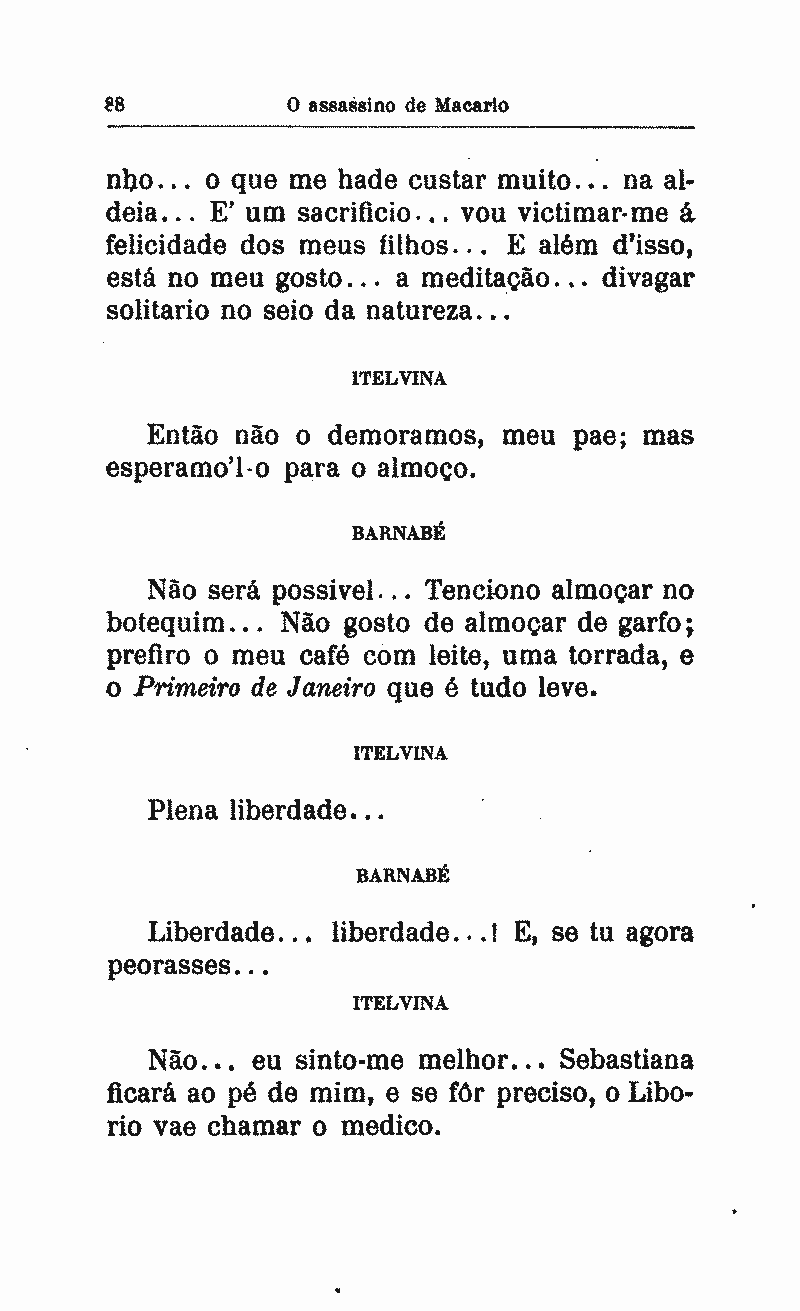 88 O assassino de Macario
nho... o que me hade custar muito... na al-
deia... E' um sacrificio... vou victimar-me á
felicidade dos meus filhos... E além d'isso,
está no meu gosto... a meditação... divagar
solitario no seio da natureza...
ITELVINA
Então não o demoramos, meu pae; mas
esperamo'l-o para o almoço.
BARNABÉ
Não será possivel... Tenciono almoçar no
botequim... Não gosto de almoçar de garfo;
prefiro o meu café com leite, uma torrada, e
o Primeiro de Janeiro que é tudo leve.
ITELVINA
Plena liberdade...
BARNABÉ
Liberdade... liberdade...! E, se tu agora
peorasses...
ITELVINA
Não... eu sinto-me melhor... Sebastiana
ficará ao pé de mim, e se fôr preciso, o Libo-
rio vae chamar o medico.